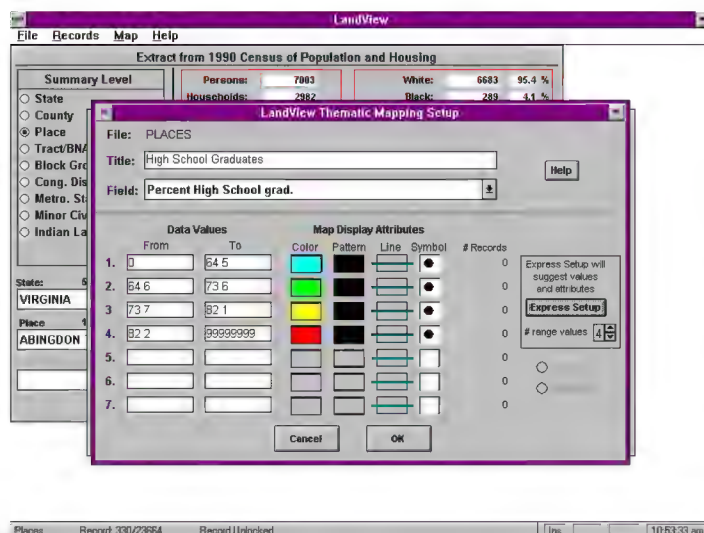 LandView
File Records Map Help
Extract from 1990 Census of Population and Housing
Summary Level
Persons: 7003 White: 6683 95.4 %
Households: 2982 Black: 289 4.1 %
State
County
Place
Tract/BNA
Block Gro
Cong. Dis
Metro. St
Minor Civ
Indian La
State: 5
VIRGINIA
Place 1
ABINGDON
LandView Thematic Mapping Setup
File: PLACES
Title: High School Graduates
Help
Field: Percent High School grad.
Data Values Map Display Attributes
From To Color Pattern Line Symbol # Records
1. 0 64 5 0
2. 64 6 73 6 0
3 73 7 82 1 0
4. 82 2 99999999 0
5. 0
6. 0
7. 0
Express Setup will
suggest values
and attributes
Express Setup
# range values 4
Cancel OK
Places Record: 330/23664 Record Unlocked Ins 10:53:33 am